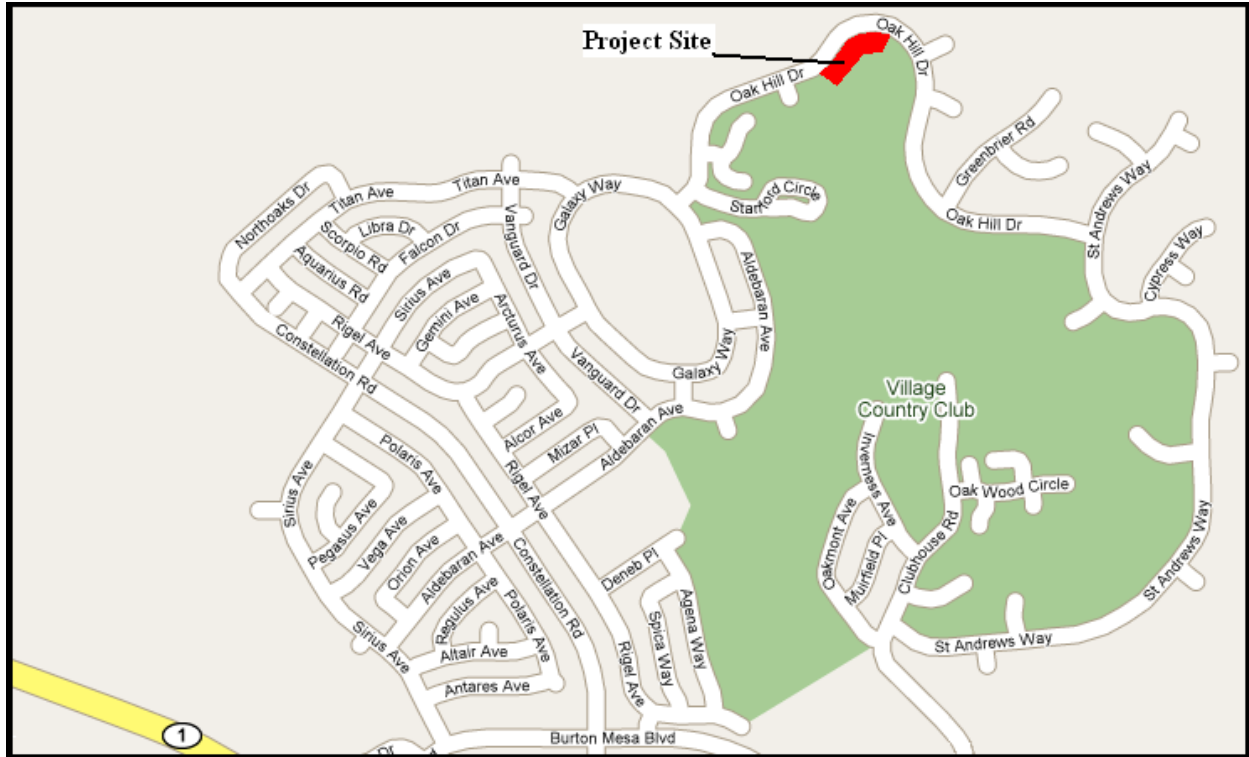 Project Site
Oak Hill Dr
Oak Hill Dr
Greenbrier Rd
St Andrews Way
Titan Ave
Titan Ave
Galaxy Way
Northoaks Dr
Libra Dr
Scorpio Rd
Falcon Dr
Vanguard Dr
Oak Hill Dr
Aquarius Rd
Sirius Ave
Gemini Ave
Arcturus Ave
Aldebaran Ave
Cypress Way
Rigel Ave
Constellation Rd
Vanguard Dr
Galaxy Way
Village
Country Club
Alcor Ave
Mizar Pl
Aldebaran Ave
Polaris Ave
Rigel Ave
Inverness Ave
Sirius Ave
Pegasus Ave
Vega Ave
Oak Wood Circle
Orion Ave
Aldebaran Ave
Constellation Rd
Oakmont Ave
Muirfield Pl
Clubhouse Rd
St Andrews Way
Deneb Pl
Regulus Ave
Polaris Ave
Spica Way
Agena Way
Sirius Ave
Altair Ave
Rigel Ave
St Andrews Way
Antares Ave
1
Burton Mesa Blvd
Dr